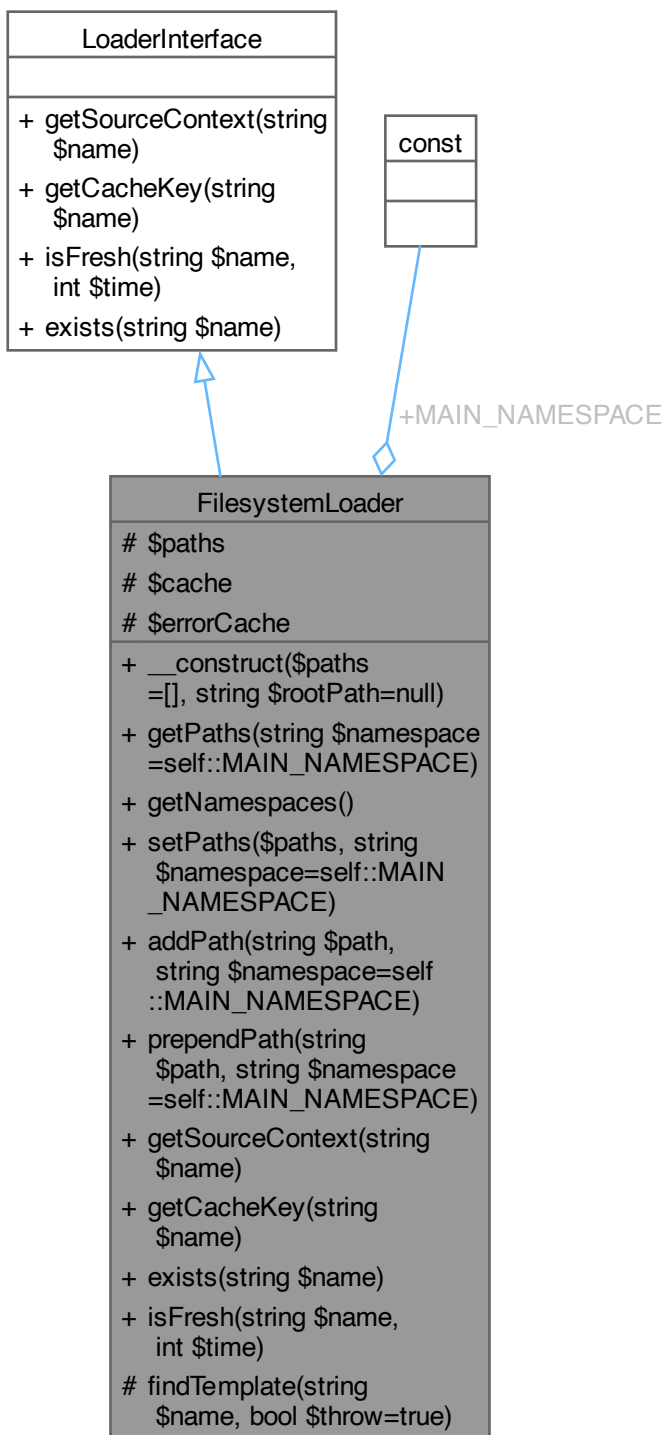 LoaderInterface
+ getSourceContext(string
$name)
+ getCacheKey(string
$name)
+ isFresh(string $name,
int $time)
+ exists(string $name)
const
+MAIN_NAMESPACE
FilesystemLoader
# $paths
# $cache
# $errorCache
+ __construct($paths
=[], string $rootPath=null)
+ getPaths(string $namespace
=self::MAIN_NAMESPACE)
+ getNamespaces()
+ setPaths($paths, string
$namespace=self::MAIN
_NAMESPACE)
+ addPath(string $path,
string $namespace=self
::MAIN_NAMESPACE)
+ prependPath(string
$path, string $namespace
=self::MAIN_NAMESPACE)
+ getSourceContext(string
$name)
+ getCacheKey(string
$name)
+ exists(string $name)
+ isFresh(string $name,
int $time)
# findTemplate(string
$name, bool $throw=true)